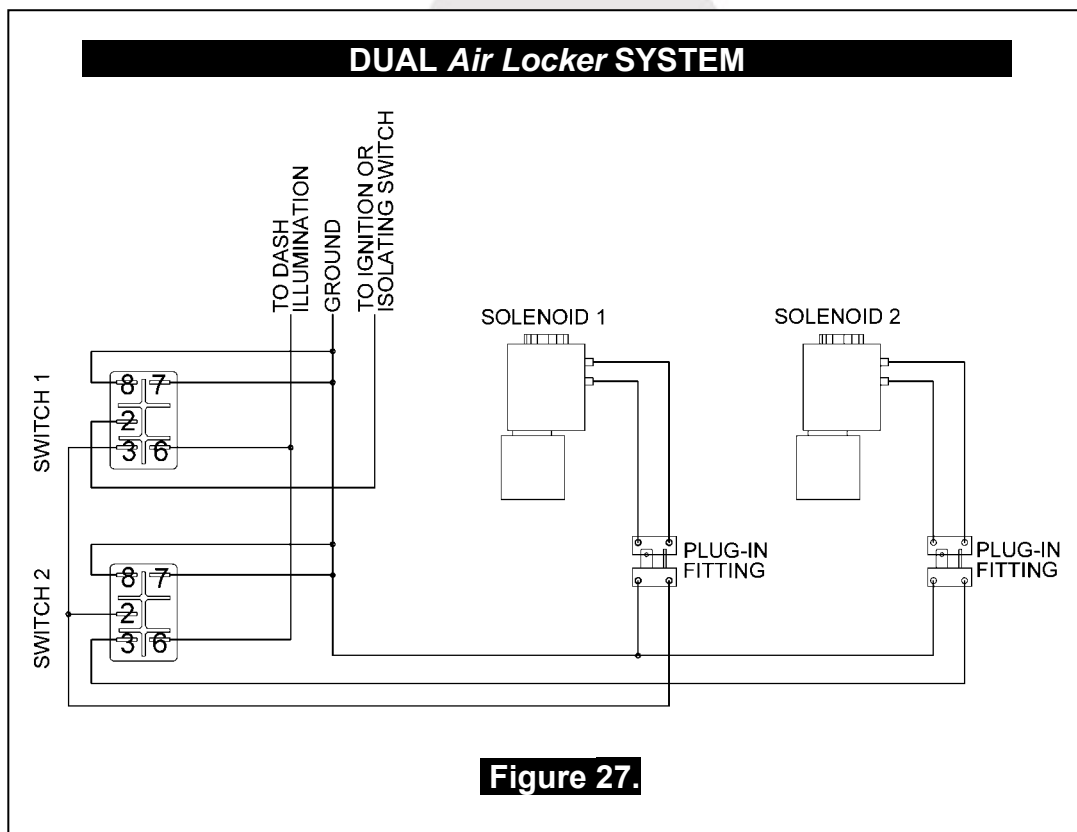 DUAL Air Locker SYSTEM
TO DASH
ILLUMINATION
GROUND
TO IGNITION OR
ISOLATING SWITCH
SOLENOID 1
SOLENOID 2
SWITCH 1
8 7
2
3 6
PLUG-IN
FITTING
PLUG-IN
FITTING
SWITCH 2
8 7
2
3 6
Figure 27.